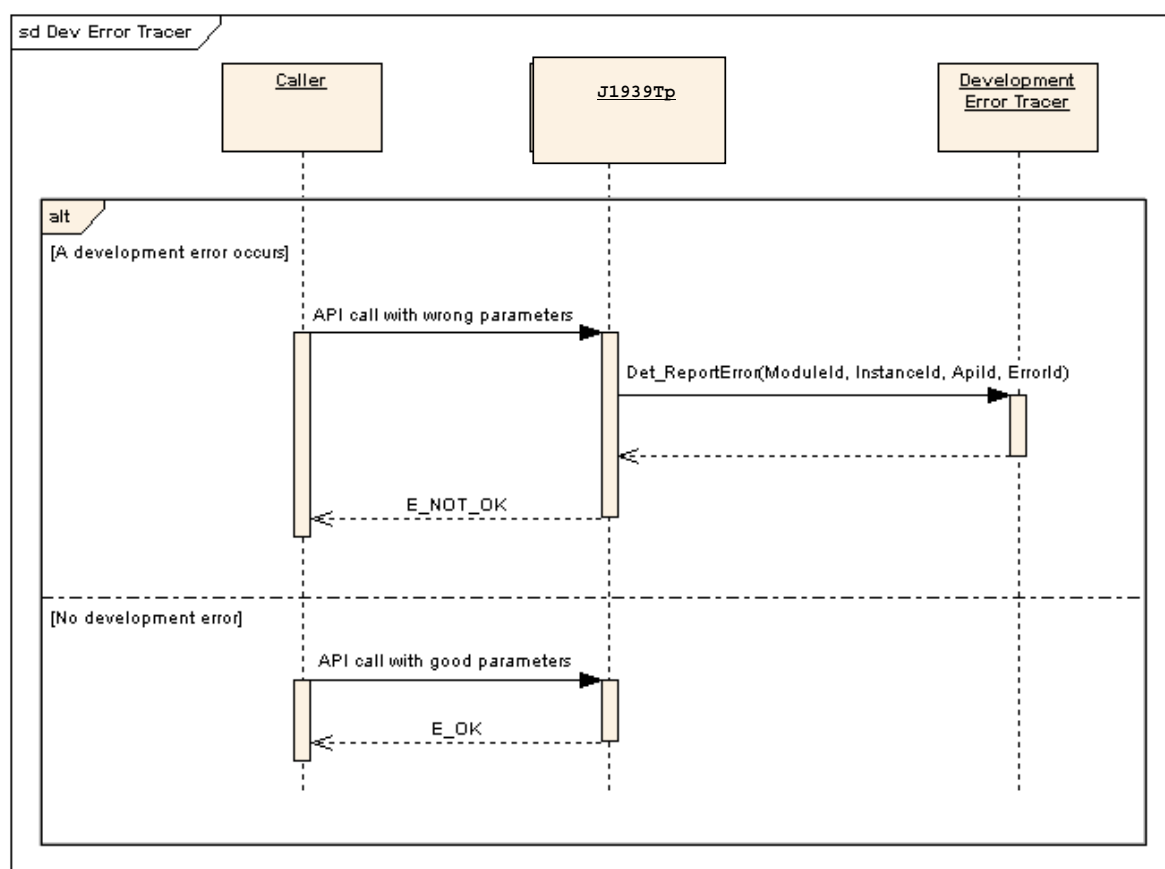 sd Dev Error Tracer
Caller
J1939Tp
Development
Error Tracer
alt
[A development error occurs]
API call with wrong parameters
Det_ReportError(ModuleId, InstanceId, ApiId, ErrorId)
E_NOT_OK
[No development error]
API call with good parameters
E_OK